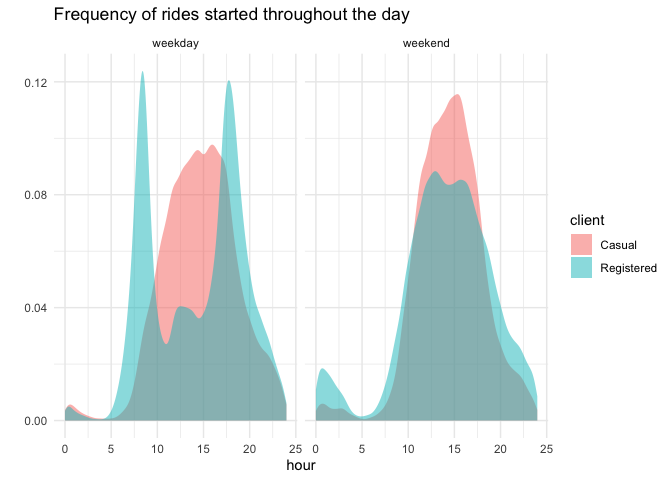 Frequency of rides started throughout the day
weekday weekend
0.12
0.08
0.04
0.00
client
Casual
Registered
0 5 10 15 20 25 0 5 10 15 20 25
hour